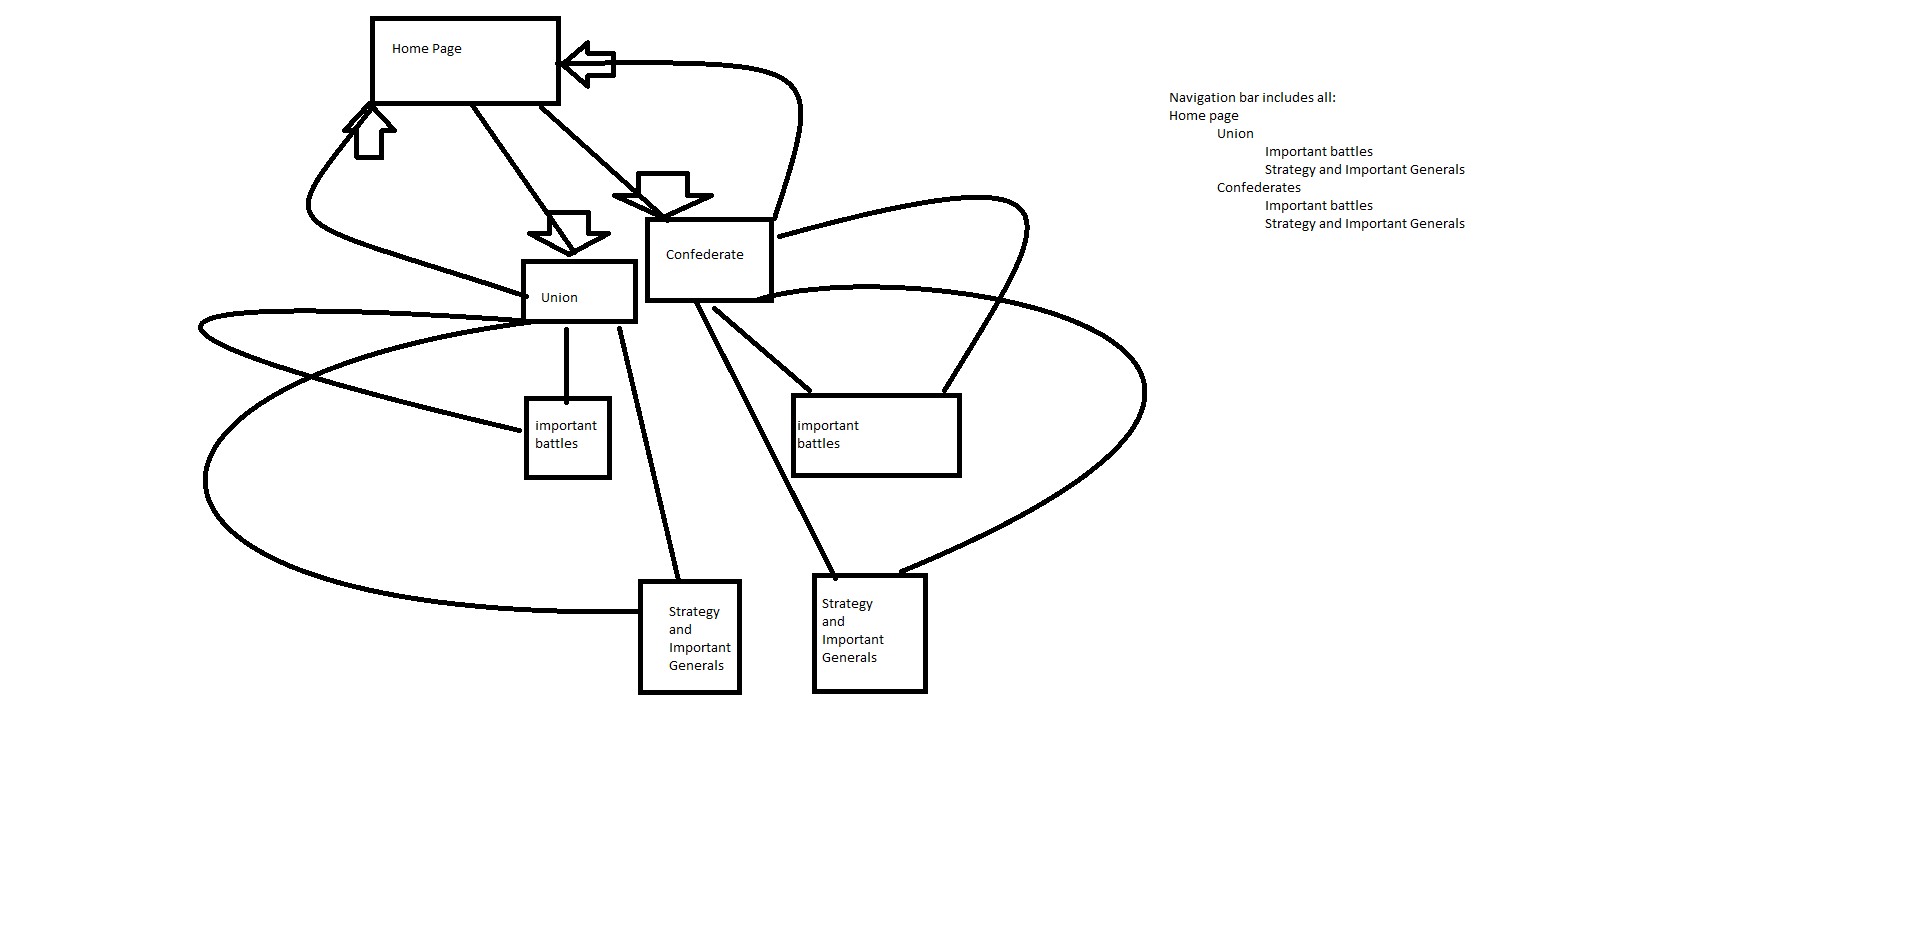 Home Page
Confederate
Union
important
battles
important
battles
Strategy
and
Important
Generals
Strategy
and
Important
Generals
Navigation bar includes all:
Home page
Union
Important battles
Strategy and Important Generals
Confederates
Important battles
Strategy and Important Generals